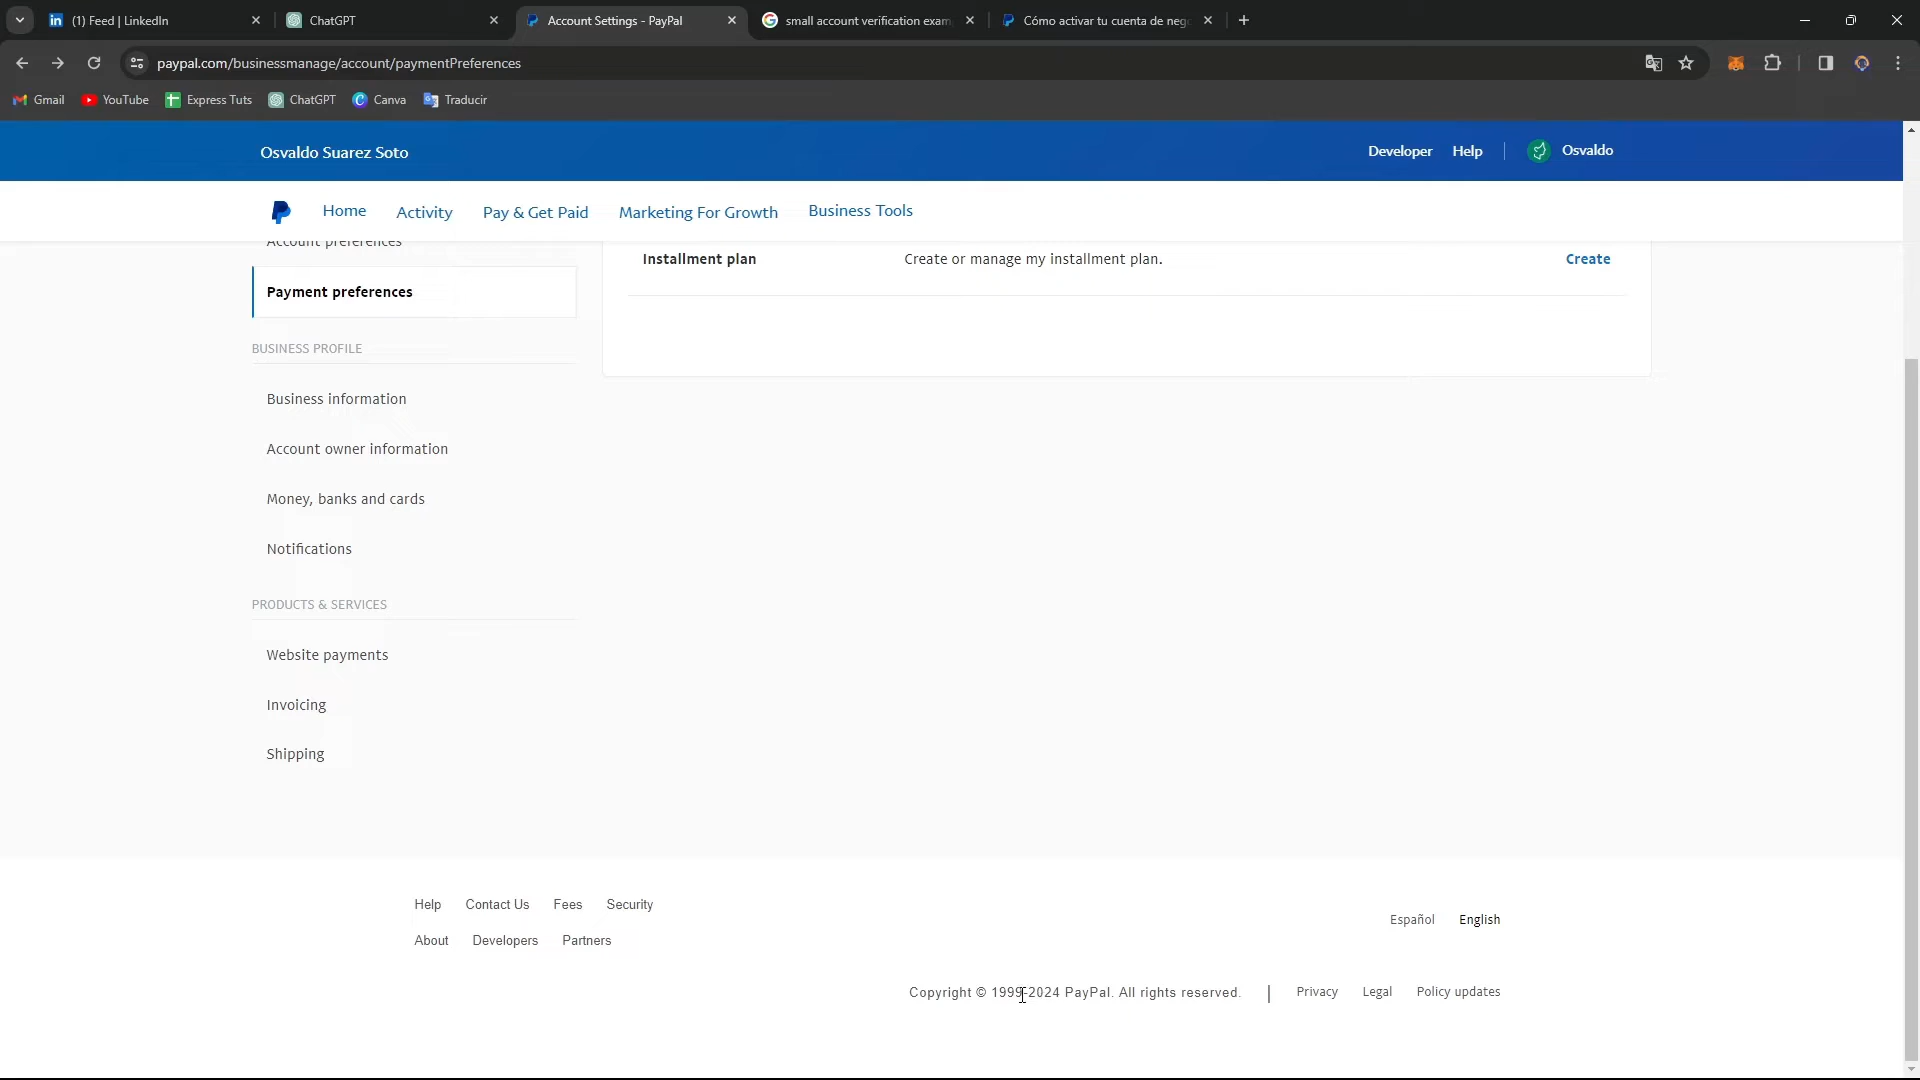 (1) Feed | LinkedIn
ChatGPT
Account Settings - PayPal
small account verification exam
Cómo activar tu cuenta de neg
paypal.com/businessmanage/account/paymentPreferences
Gmail
YouTube
Express Tuts
ChatGPT
Canva
Traducir
Osvaldo Suarez Soto
Developer
Help
Osvaldo
Home
Activity
Pay & Get Paid
Marketing For Growth
Business Tools
Account preferences
Installment plan
Create or manage my installment plan.
Create
Payment preferences
BUSINESS PROFILE
Business information
Account owner information
Money, banks and cards
Notifications
PRODUCTS & SERVICES
Website payments
Invoicing
Shipping
Help Contact Us Fees Security
About Developers Partners
Español English
Copyright © 1999-2024 PayPal. All rights reserved. | Privacy Legal Policy updates